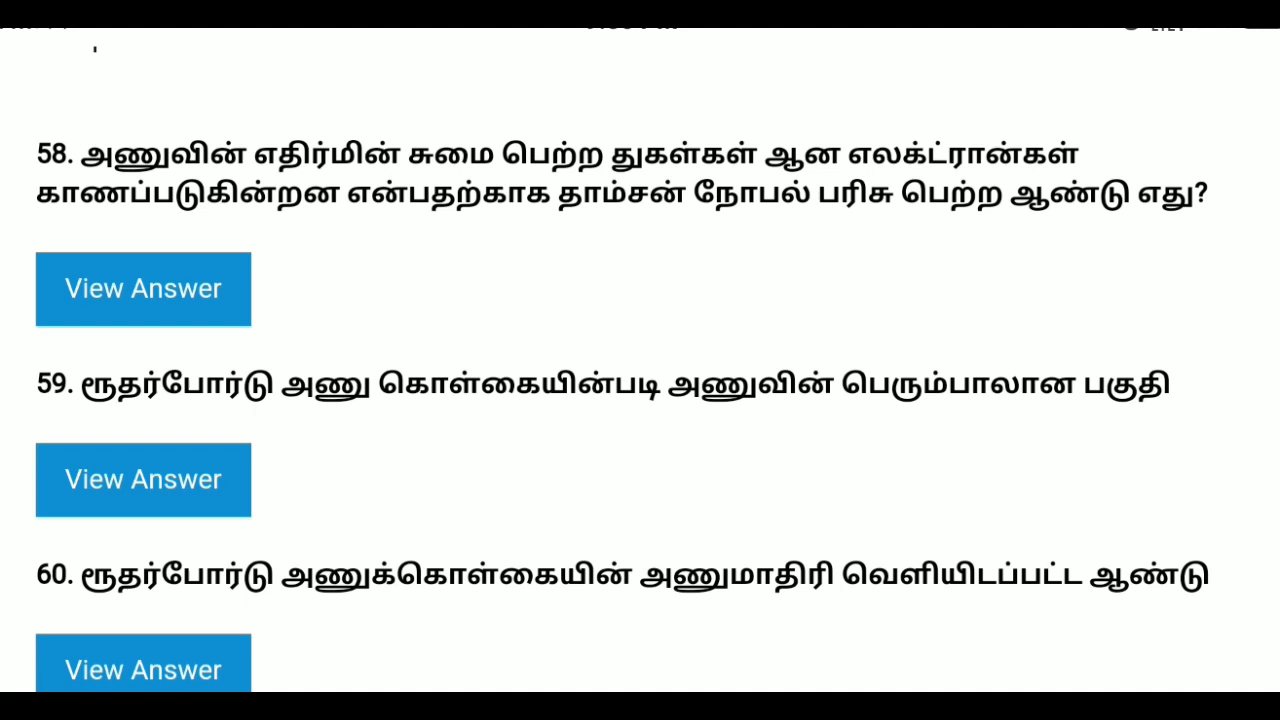 58. அணுவின் எதிர்மின் சுமை பெற்ற துகள்கள் ஆன எலக்ட்ரான்கள்
காணப்படுகின்றன என்பதற்காக தாம்சன் நோபல் பரிசு பெற்ற ஆண்டு எது?
View Answer
59. ரூதர்போர்டு அணு கொள்கையின்படி அணுவின் பெரும்பாலான பகுதி
View Answer
60. ரூதர்போர்டு அணுக்கொள்கையின் அணுமாதிரி வெளியிடப்பட்ட ஆண்டு
View Answer